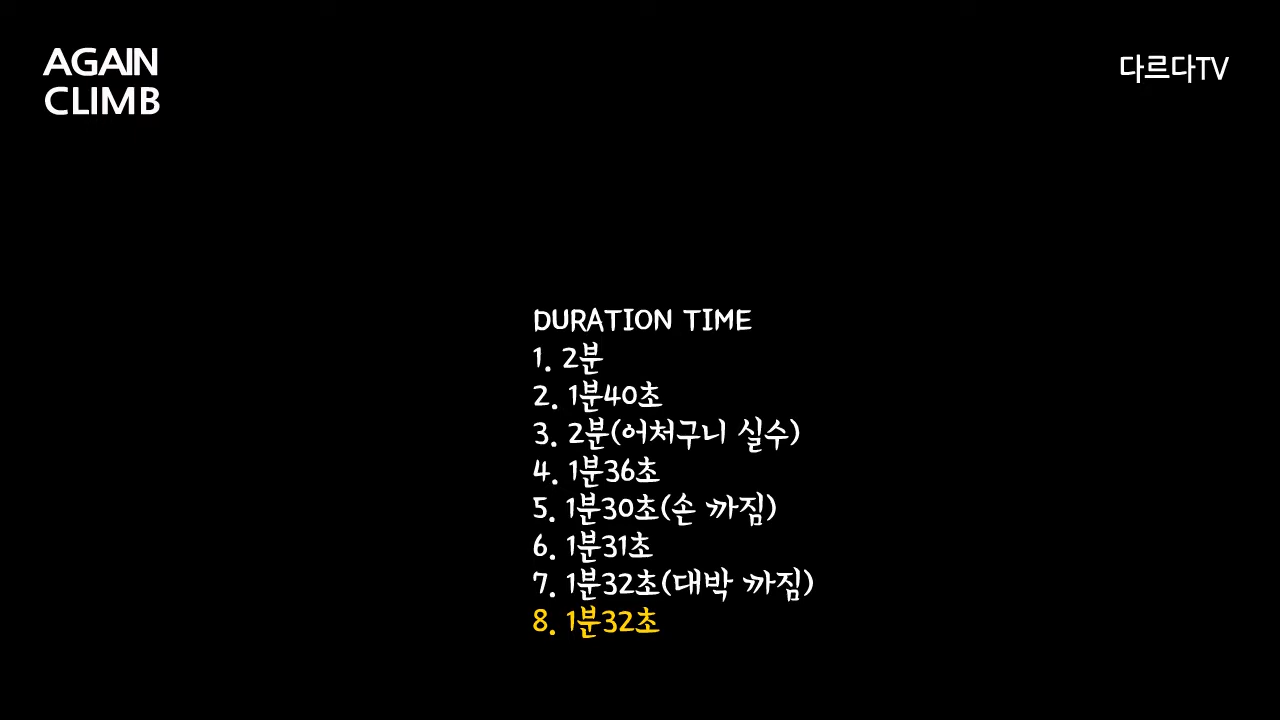 AGAIN
CLIMB
다르다TV
DURATION TIME
1. 2분
2. 1분40초
3. 2분(어처구니 실수)
4. 1분36초
5. 1분30초(손 까짐)
6. 1분31초
7. 1분32초(대박 까짐)
8. 1분32초